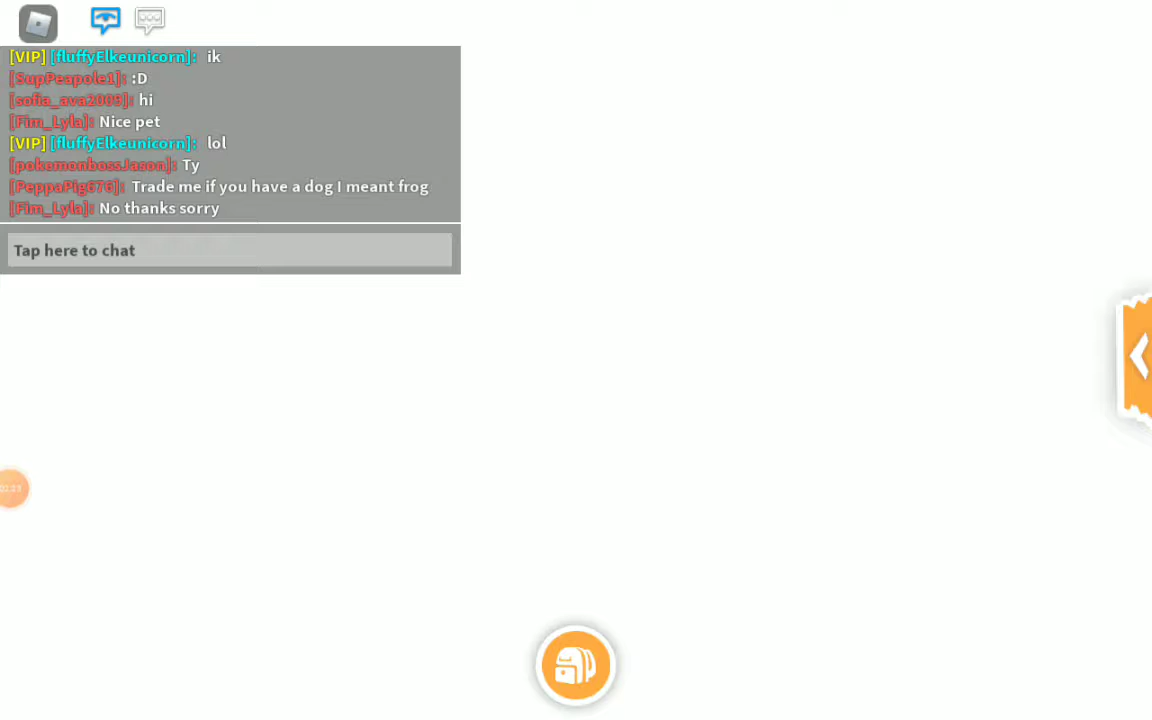 [VIP] [fluffyElkeunicorn]: ik
[SupPeapole1]: :D
[sofia_ava2009]: hi
[Fim_Lyla]: Nice pet
[VIP] [fluffyElkeunicorn]: lol
[pokemonbossJason]: Ty
[PeppaPig676]: Trade me if you have a dog I meant frog
[Fim_Lyla]: No thanks sorry
Tap here to chat